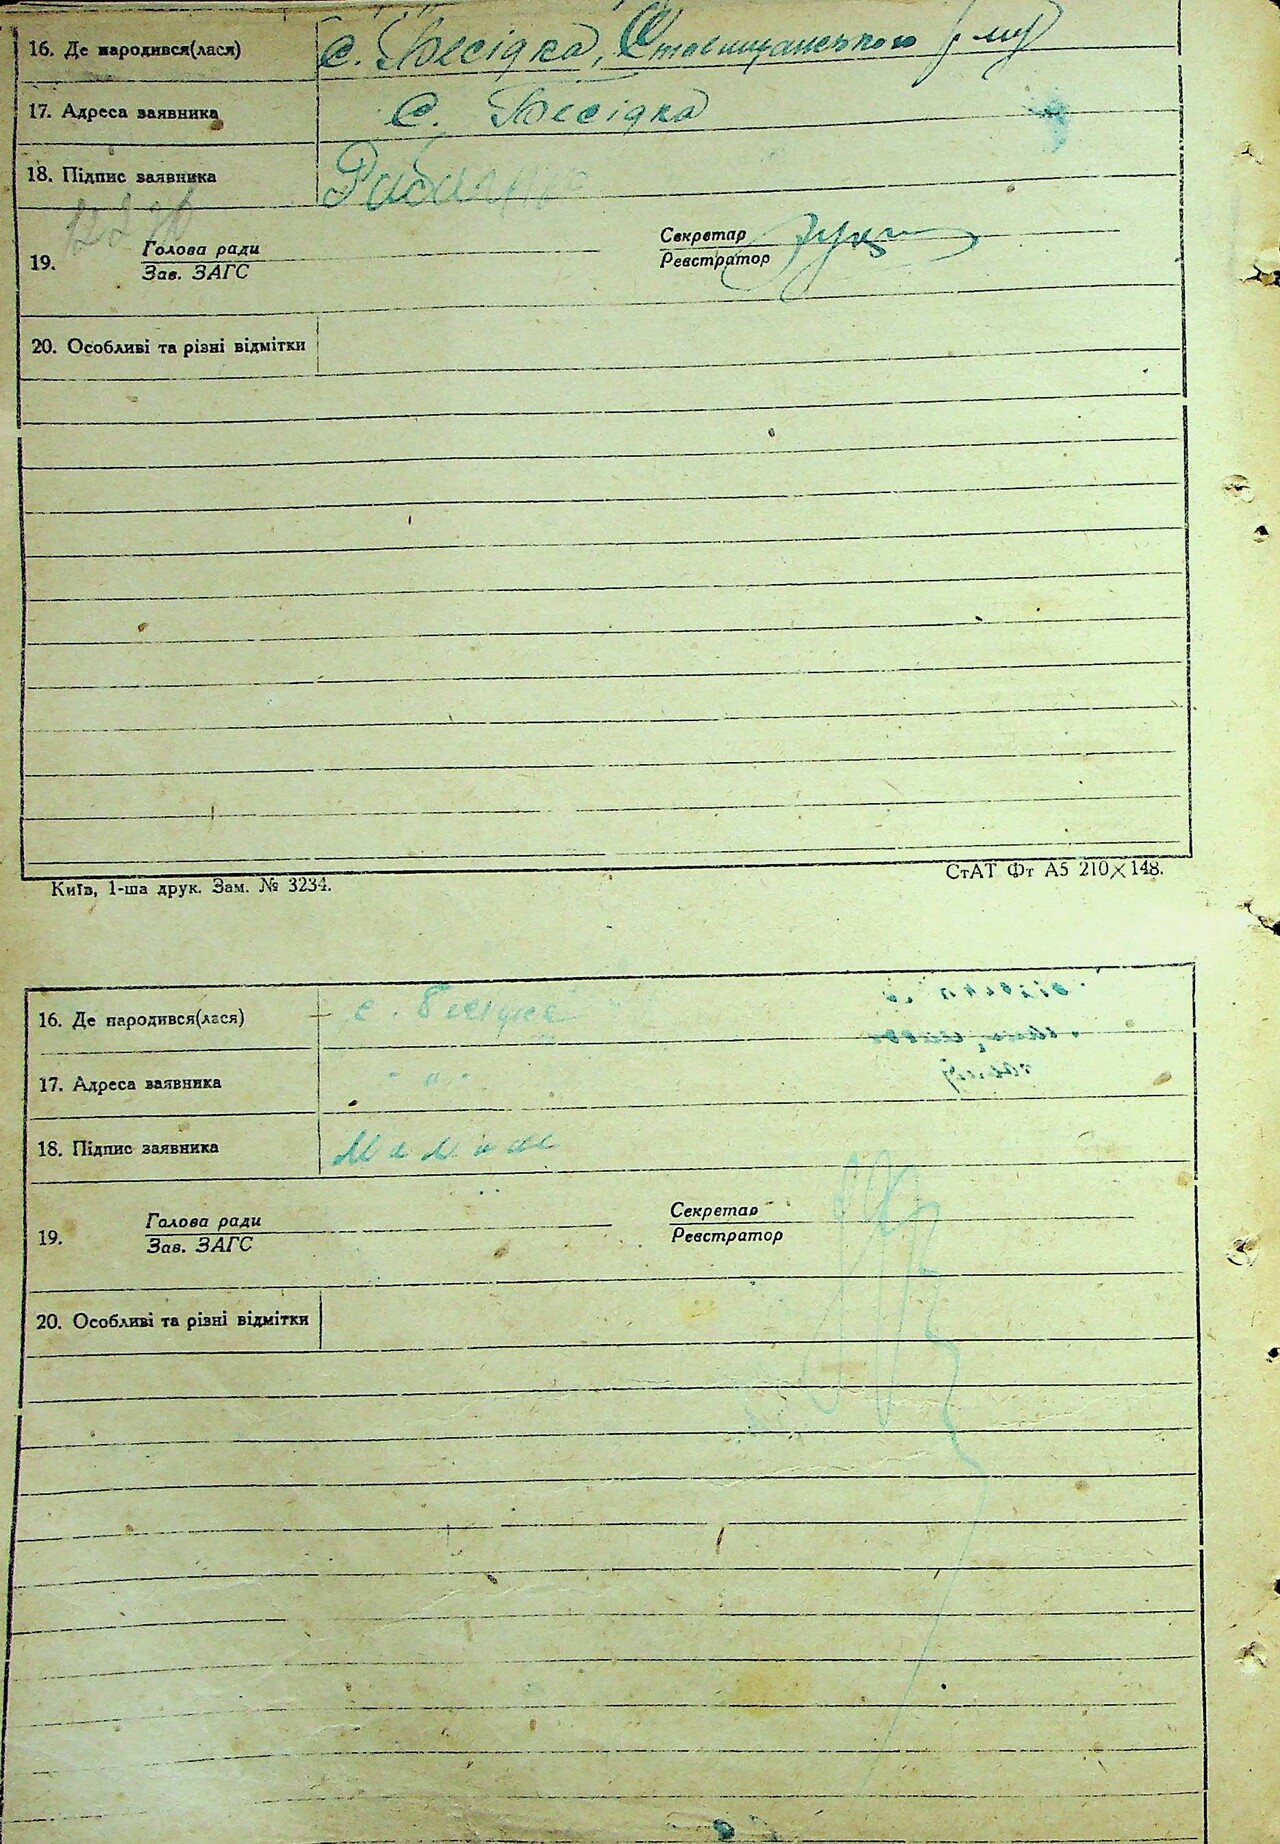 16. Де народився(лася) с. Бесідка, Ставищанського р-ну
17. Адреса заявника с. Бесідка
18. Підпис заявника
19. Голова ради Секретар
Зав. ЗАГС Реєстратор
20. Особливі та різні відмітки
Київ, 1-ша друк. Зам. № 3234. СтАТ Фт А5 210×148.
16. Де народився(лася) с.
17. Адреса заявника - " -
18. Підпис заявника
19. Голова ради Секретар
Зав. ЗАГС Реєстратор
20. Особливі та різні відмітки